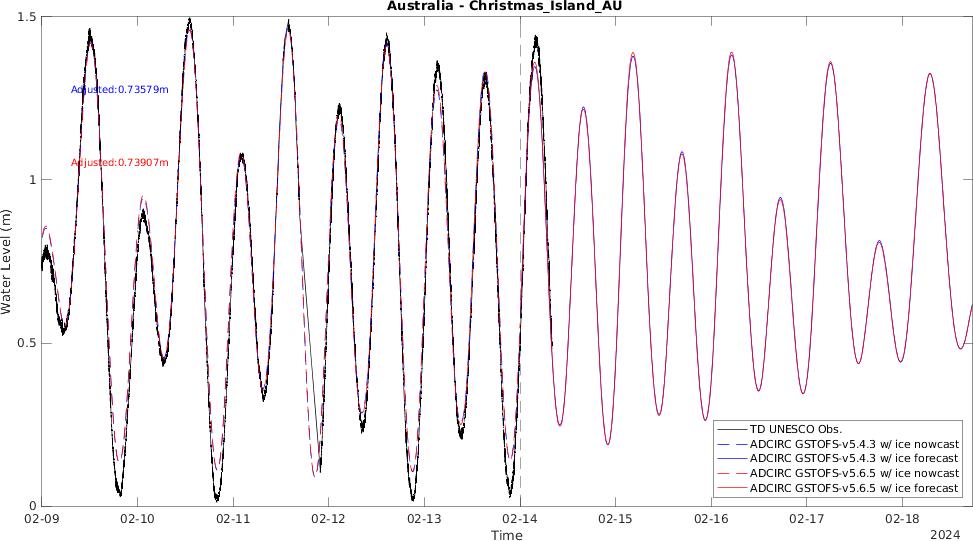 Australia - Christmas_Island_AU
1.5
Adjusted:0.73579m
Adjusted:0.73907m
1
Water Level (m)
0.5
TD UNESCO Obs.
ADCIRC GSTOFS-v5.4.3 w/ ice nowcast
ADCIRC GSTOFS-v5.4.3 w/ ice forecast
ADCIRC GSTOFS-v5.6.5 w/ ice nowcast
ADCIRC GSTOFS-v5.6.5 w/ ice forecast
0
02-09 02-10 02-11 02-12 02-13 02-14 02-15 02-16 02-17 02-18
Time
2024